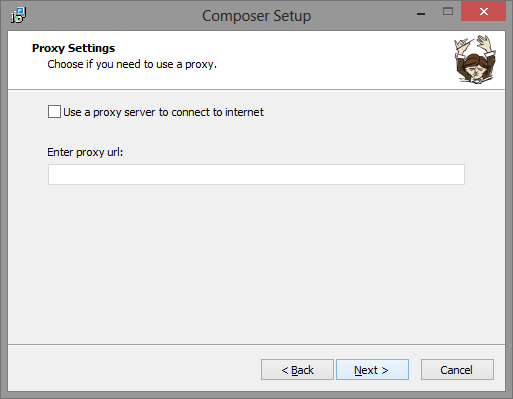 Composer Setup
Proxy Settings
Choose if you need to use a proxy.
Use a proxy server to connect to internet
Enter proxy url:
< Back
Next >
Cancel